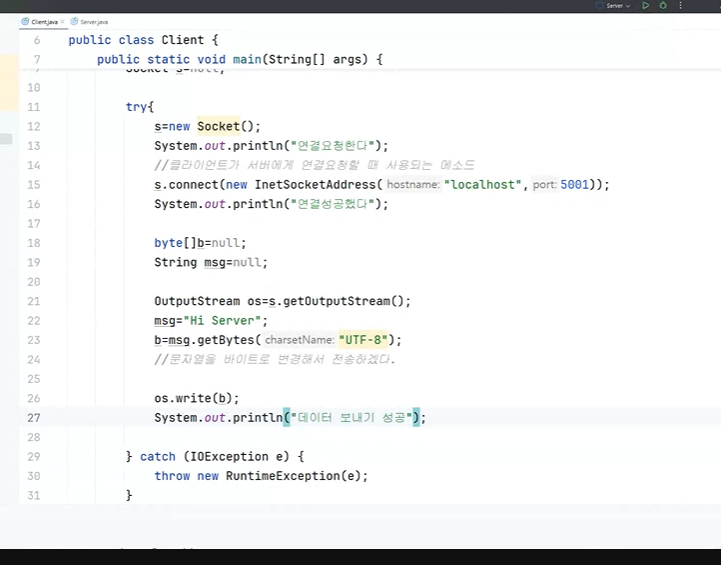 Server
Client.java
Server.java
6 public class Client {
7 public static void main(String[] args) {
9 Socket s=null;
10
11 try{
12 s=new Socket();
13 System.out.println("연결요청한다");
14 //클라이언트가 서버에게 연결요청할 때 사용되는 메소드
15 s.connect(new InetSocketAddress( hostname: "localhost", port: 5001));
16 System.out.println("연결성공했다");
17
18 byte[]b=null;
19 String msg=null;
20
21 OutputStream os=s.getOutputStream();
22 msg="Hi Server";
23 b=msg.getBytes( charsetName: "UTF-8");
24 //문자열을 바이트로 변경해서 전송하겠다.
25
26 os.write(b);
27 System.out.println("데이터 보내기 성공");
28
29 } catch (IOException e) {
30 throw new RuntimeException(e);
31 }